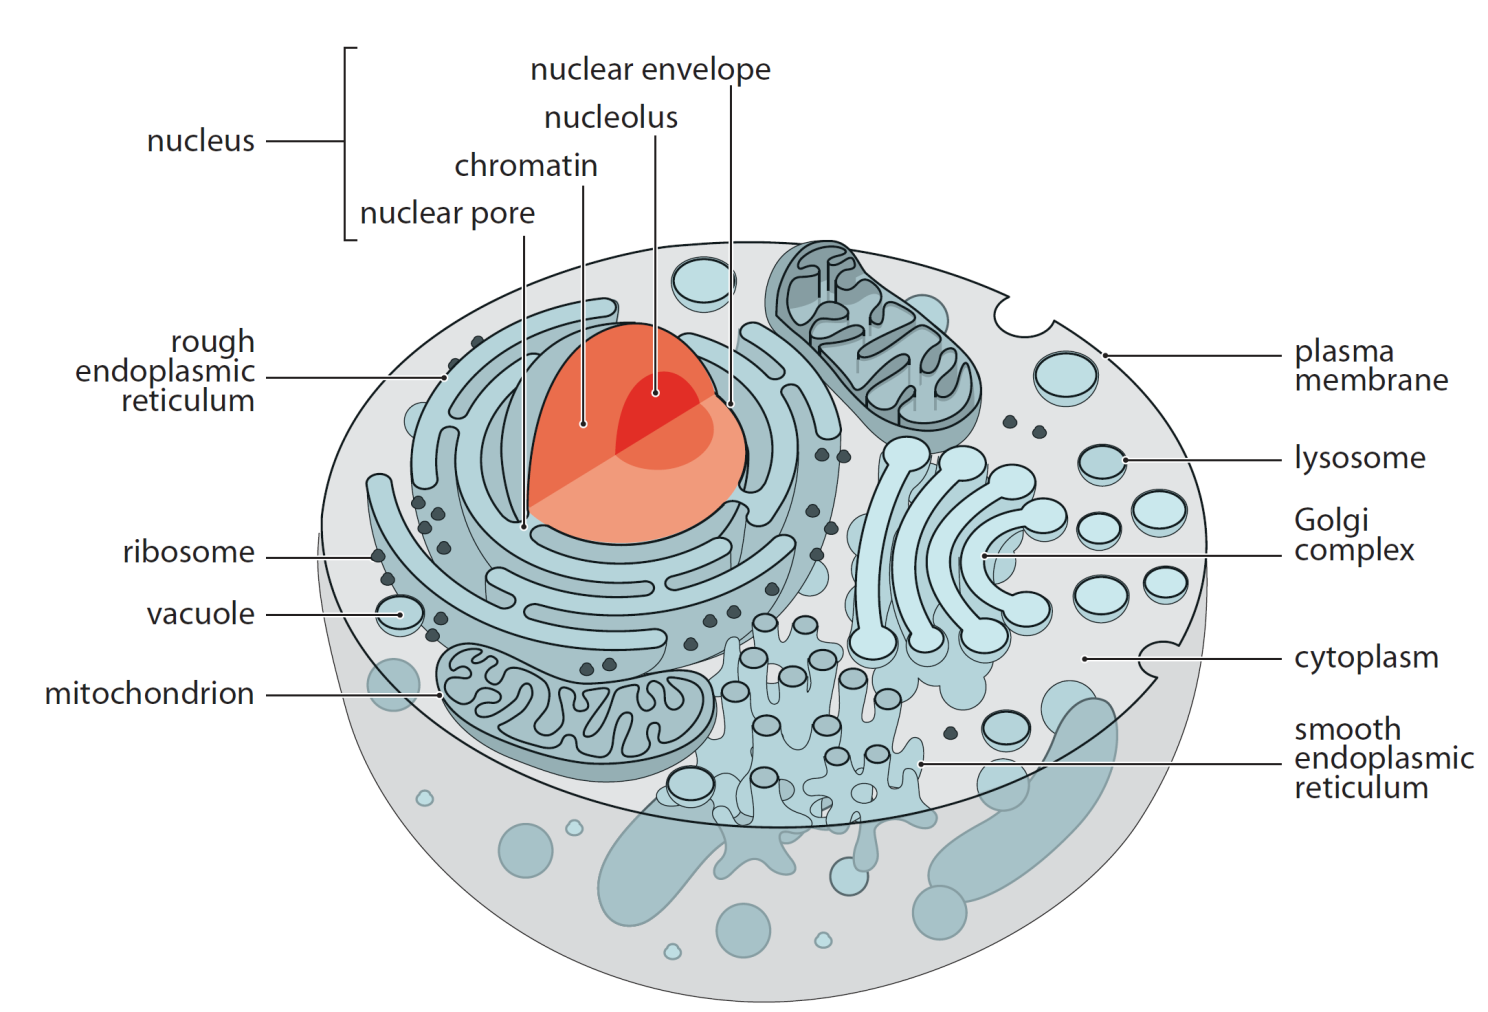 nuclear envelope
nucleolus
nucleus
chromatin
nuclear pore
rough
endoplasmic
reticulum
ribosome
vacuole
mitochondrion
plasma
membrane
lysosome
Golgi
complex
cytoplasm
smooth
endoplasmic
reticulum